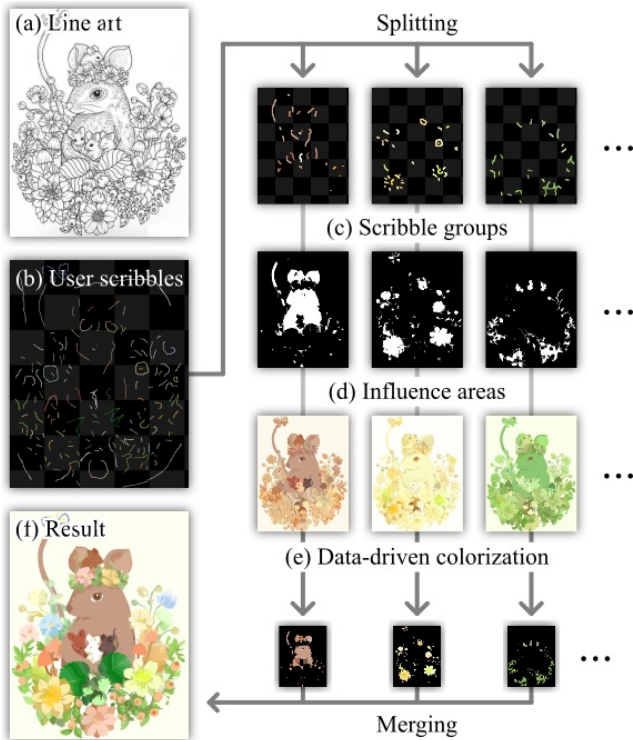 (a) Line art
Splitting
(b) User scribbles
(c) Scribble groups
(d) Influence areas
(f) Result
(e) Data-driven colorization
Merging